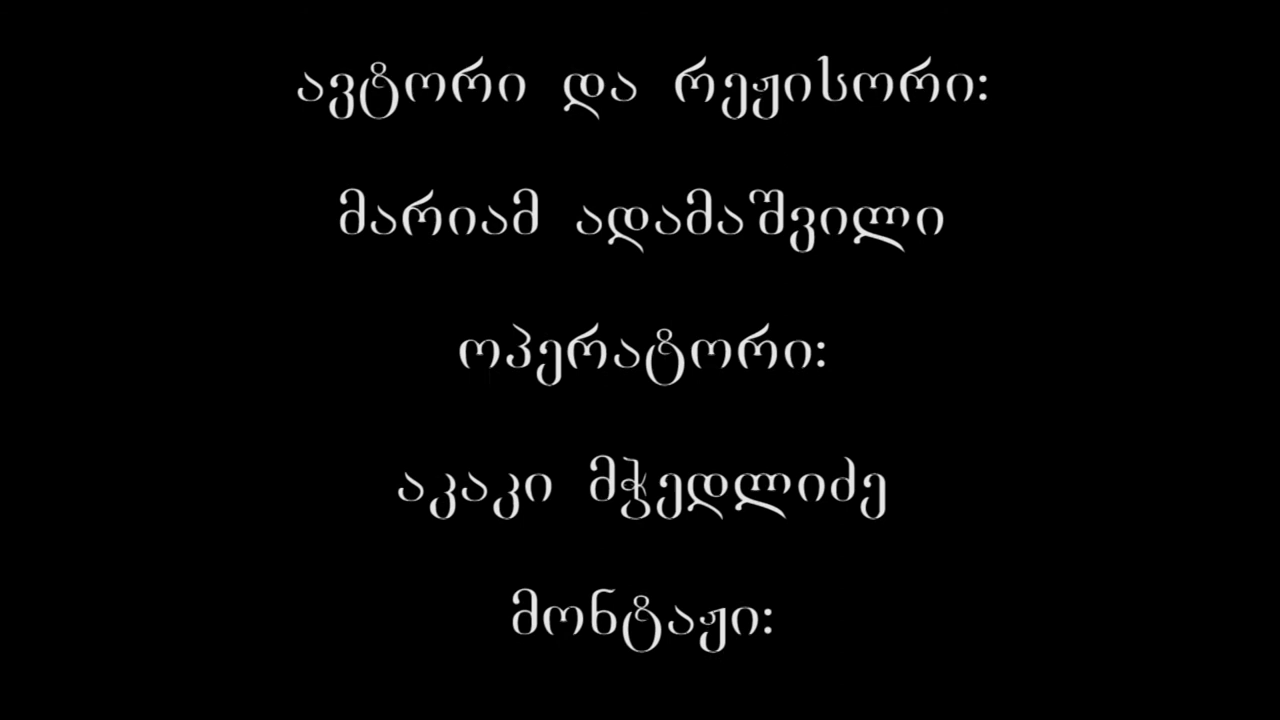 ავტორი და რეჟისორი:
მარიამ ადამაშვილი
ოპერატორი:
აკაკი მჭედლიძე
მონტაჟი: